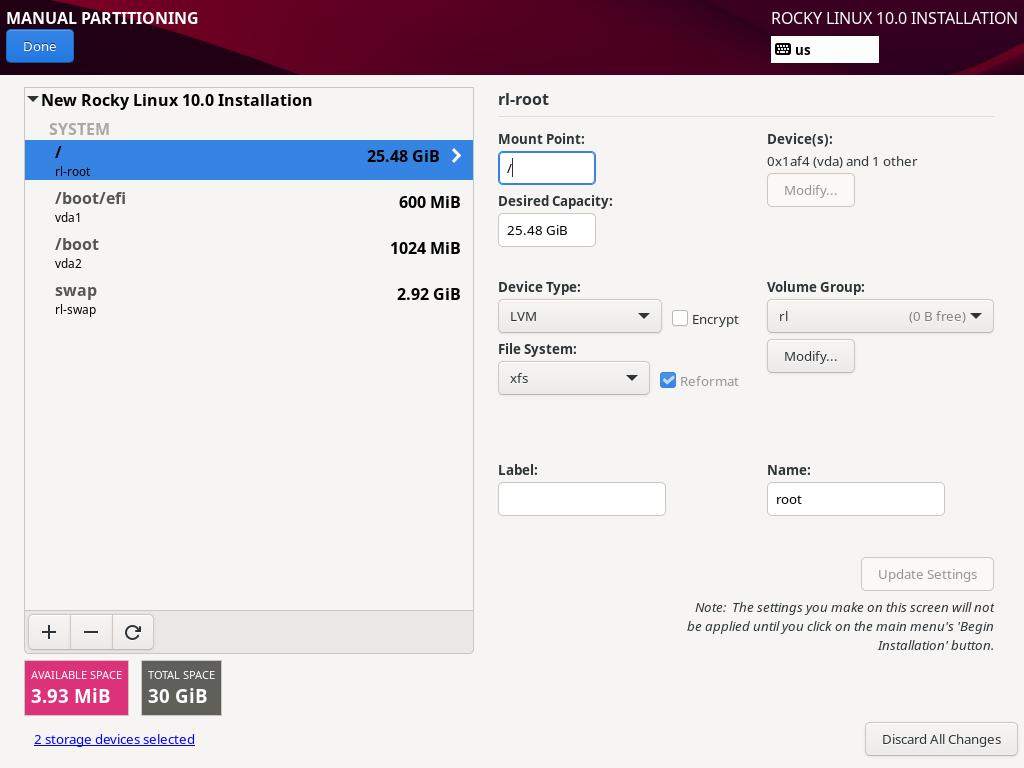 MANUAL PARTITIONING
ROCKY LINUX 10.0 INSTALLATION
Done
us
New Rocky Linux 10.0 Installation
SYSTEM
/
25.48 GiB
rl-root
/boot/efi
600 MiB
vda1
/boot
1024 MiB
vda2
swap
2.92 GiB
rl-swap
AVAILABLE SPACE
3.93 MiB
TOTAL SPACE
30 GiB
2 storage devices selected
rl-root
Mount Point:
/
Device(s):
0x1af4 (vda) and 1 other
Modify...
Desired Capacity:
25.48 GiB
Device Type:
LVM
Encrypt
Volume Group:
rl (0 B free)
Modify...
File System:
xfs
Reformat
Label:
Name:
root
Update Settings
Note: The settings you make on this screen will not
be applied until you click on the main menu's 'Begin
Installation' button.
Discard All Changes